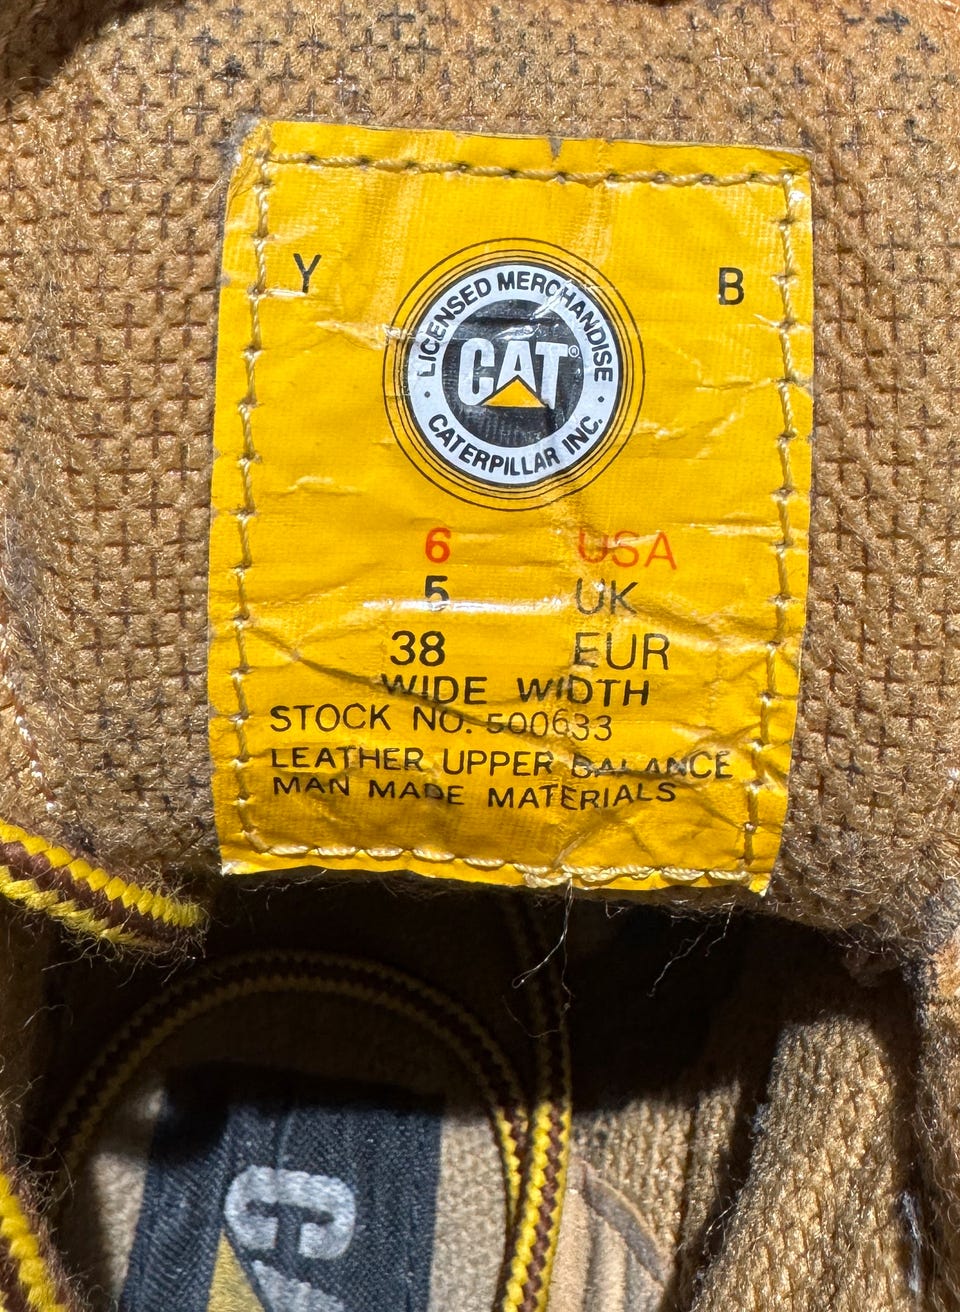 Y B
LICENSED MERCHANDISE
CAT®
· CATERPILLAR INC. ·
6 USA
5 UK
38 EUR
WIDE WIDTH
STOCK NO. 500633
LEATHER UPPER BALANCE
MAN MADE MATERIALS
CA